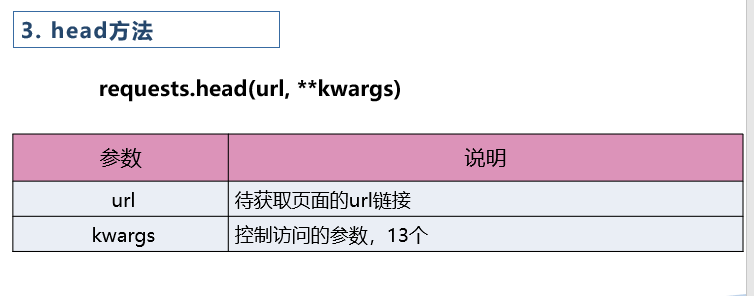 3. head方法
requests.head(url, **kwargs)
参数 说明
url 待获取页面的url链接
kwargs 控制访问的参数，13个